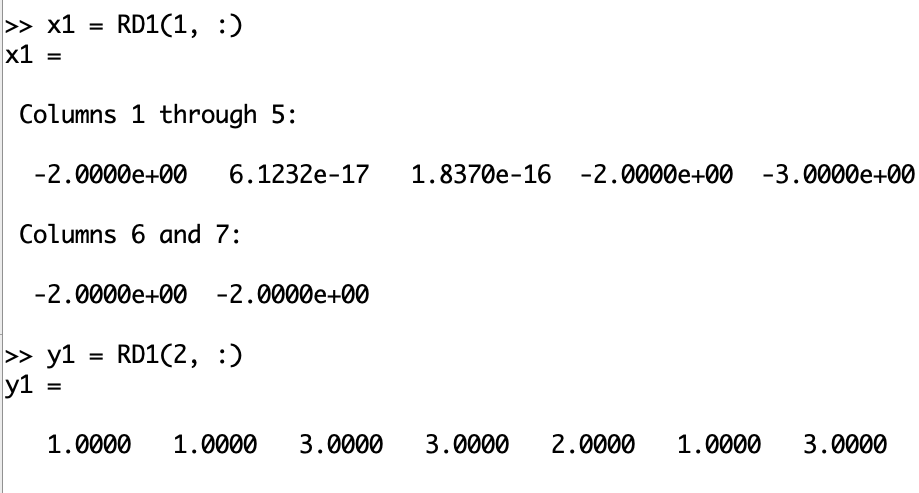 >> x1 = RD1(1, :)
x1 =
Columns 1 through 5:
-2.0000e+00 6.1232e-17 1.8370e-16 -2.0000e+00 -3.0000e+00
Columns 6 and 7:
-2.0000e+00 -2.0000e+00
>> y1 = RD1(2, :)
y1 =
1.0000 1.0000 3.0000 3.0000 2.0000 1.0000 3.0000